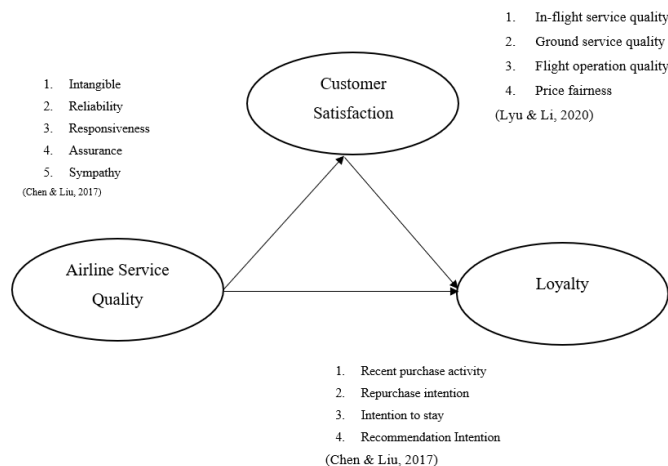 1. In-flight service quality
2. Ground service quality
3. Flight operation quality
4. Price fairness
(Lyu & Li, 2020)
Customer
Satisfaction
1. Intangible
2. Reliability
3. Responsiveness
4. Assurance
5. Sympathy
(Chen & Liu, 2017)
Airline Service
Quality
Loyalty
1. Recent purchase activity
2. Repurchase intention
3. Intention to stay
4. Recommendation Intention
(Chen & Liu, 2017)